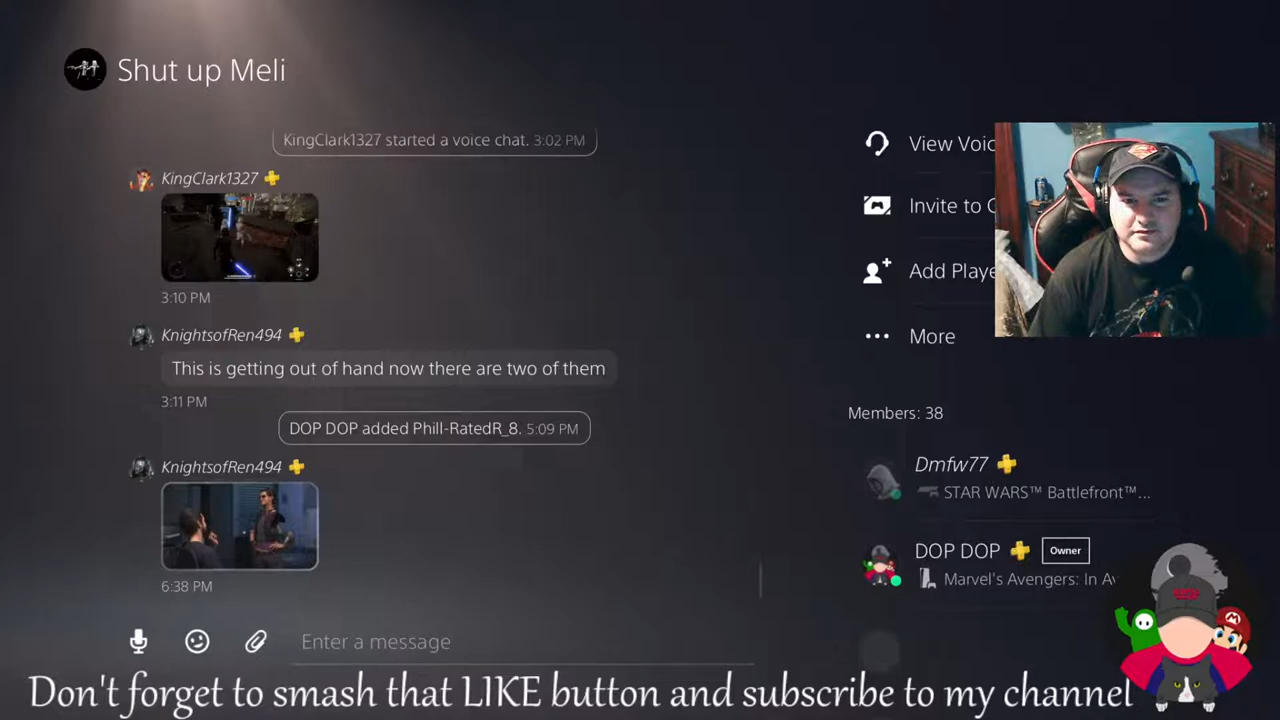 Shut up Meli
KingClark1327 started a voice chat. 3:02 PM
KingClark1327
3:10 PM
KnightsofRen494
This is getting out of hand now there are two of them
3:11 PM
DOP DOP added Phill-RatedR_8. 5:09 PM
KnightsofRen494
6:38 PM
Enter a message
View Voic
Invite to
Add Playe
More
Members: 38
Dmfw77
STAR WARS™ Battlefront™...
DOP DOP Owner
Marvel's Avengers: In Av
Don't forget to smash that LIKE button and subscribe to my channel